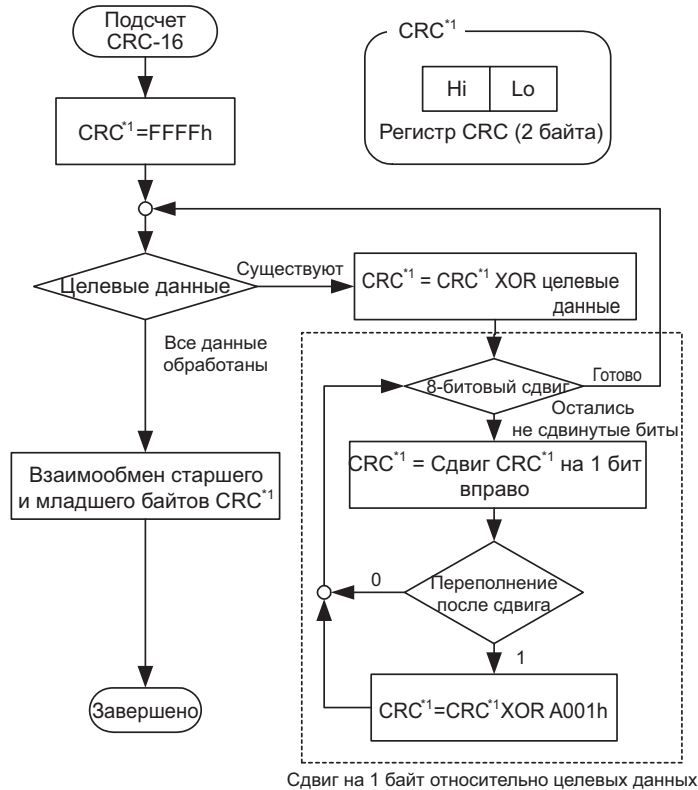 Подсчет
CRC-16
CRC*1
Hi Lo
Регистр CRC (2 байта)
CRC*1=FFFFh
Целевые данные
Существуют
CRC*1 = CRC*1 XOR целевые
данные
Все данные
обработаны
8-битовый сдвиг
Готово
Остались
не сдвинутые биты
Взаимообмен старшего
и младшего байтов CRC*1
CRC*1 = Сдвиг CRC*1 на 1 бит
вправо
0
Переполнение
после сдвига
1
CRC*1=CRC*1XOR A001h
Завершено
Сдвиг на 1 байт относительно целевых данных